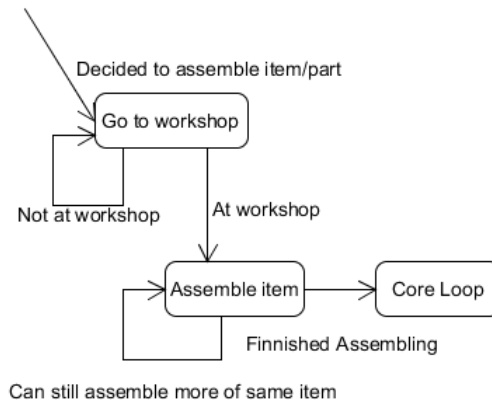 Decided to assemble item/part
Go to workshop
Not at workshop
At workshop
Assemble item
Core Loop
Finnished Assembling
Can still assemble more of same item